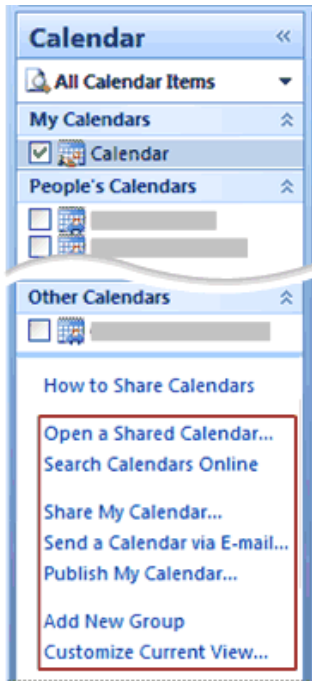 Calendar
All Calendar Items
My Calendars
Calendar
People's Calendars
Other Calendars
How to Share Calendars
Open a Shared Calendar...
Search Calendars Online
Share My Calendar...
Send a Calendar via E-mail...
Publish My Calendar...
Add New Group
Customize Current View...